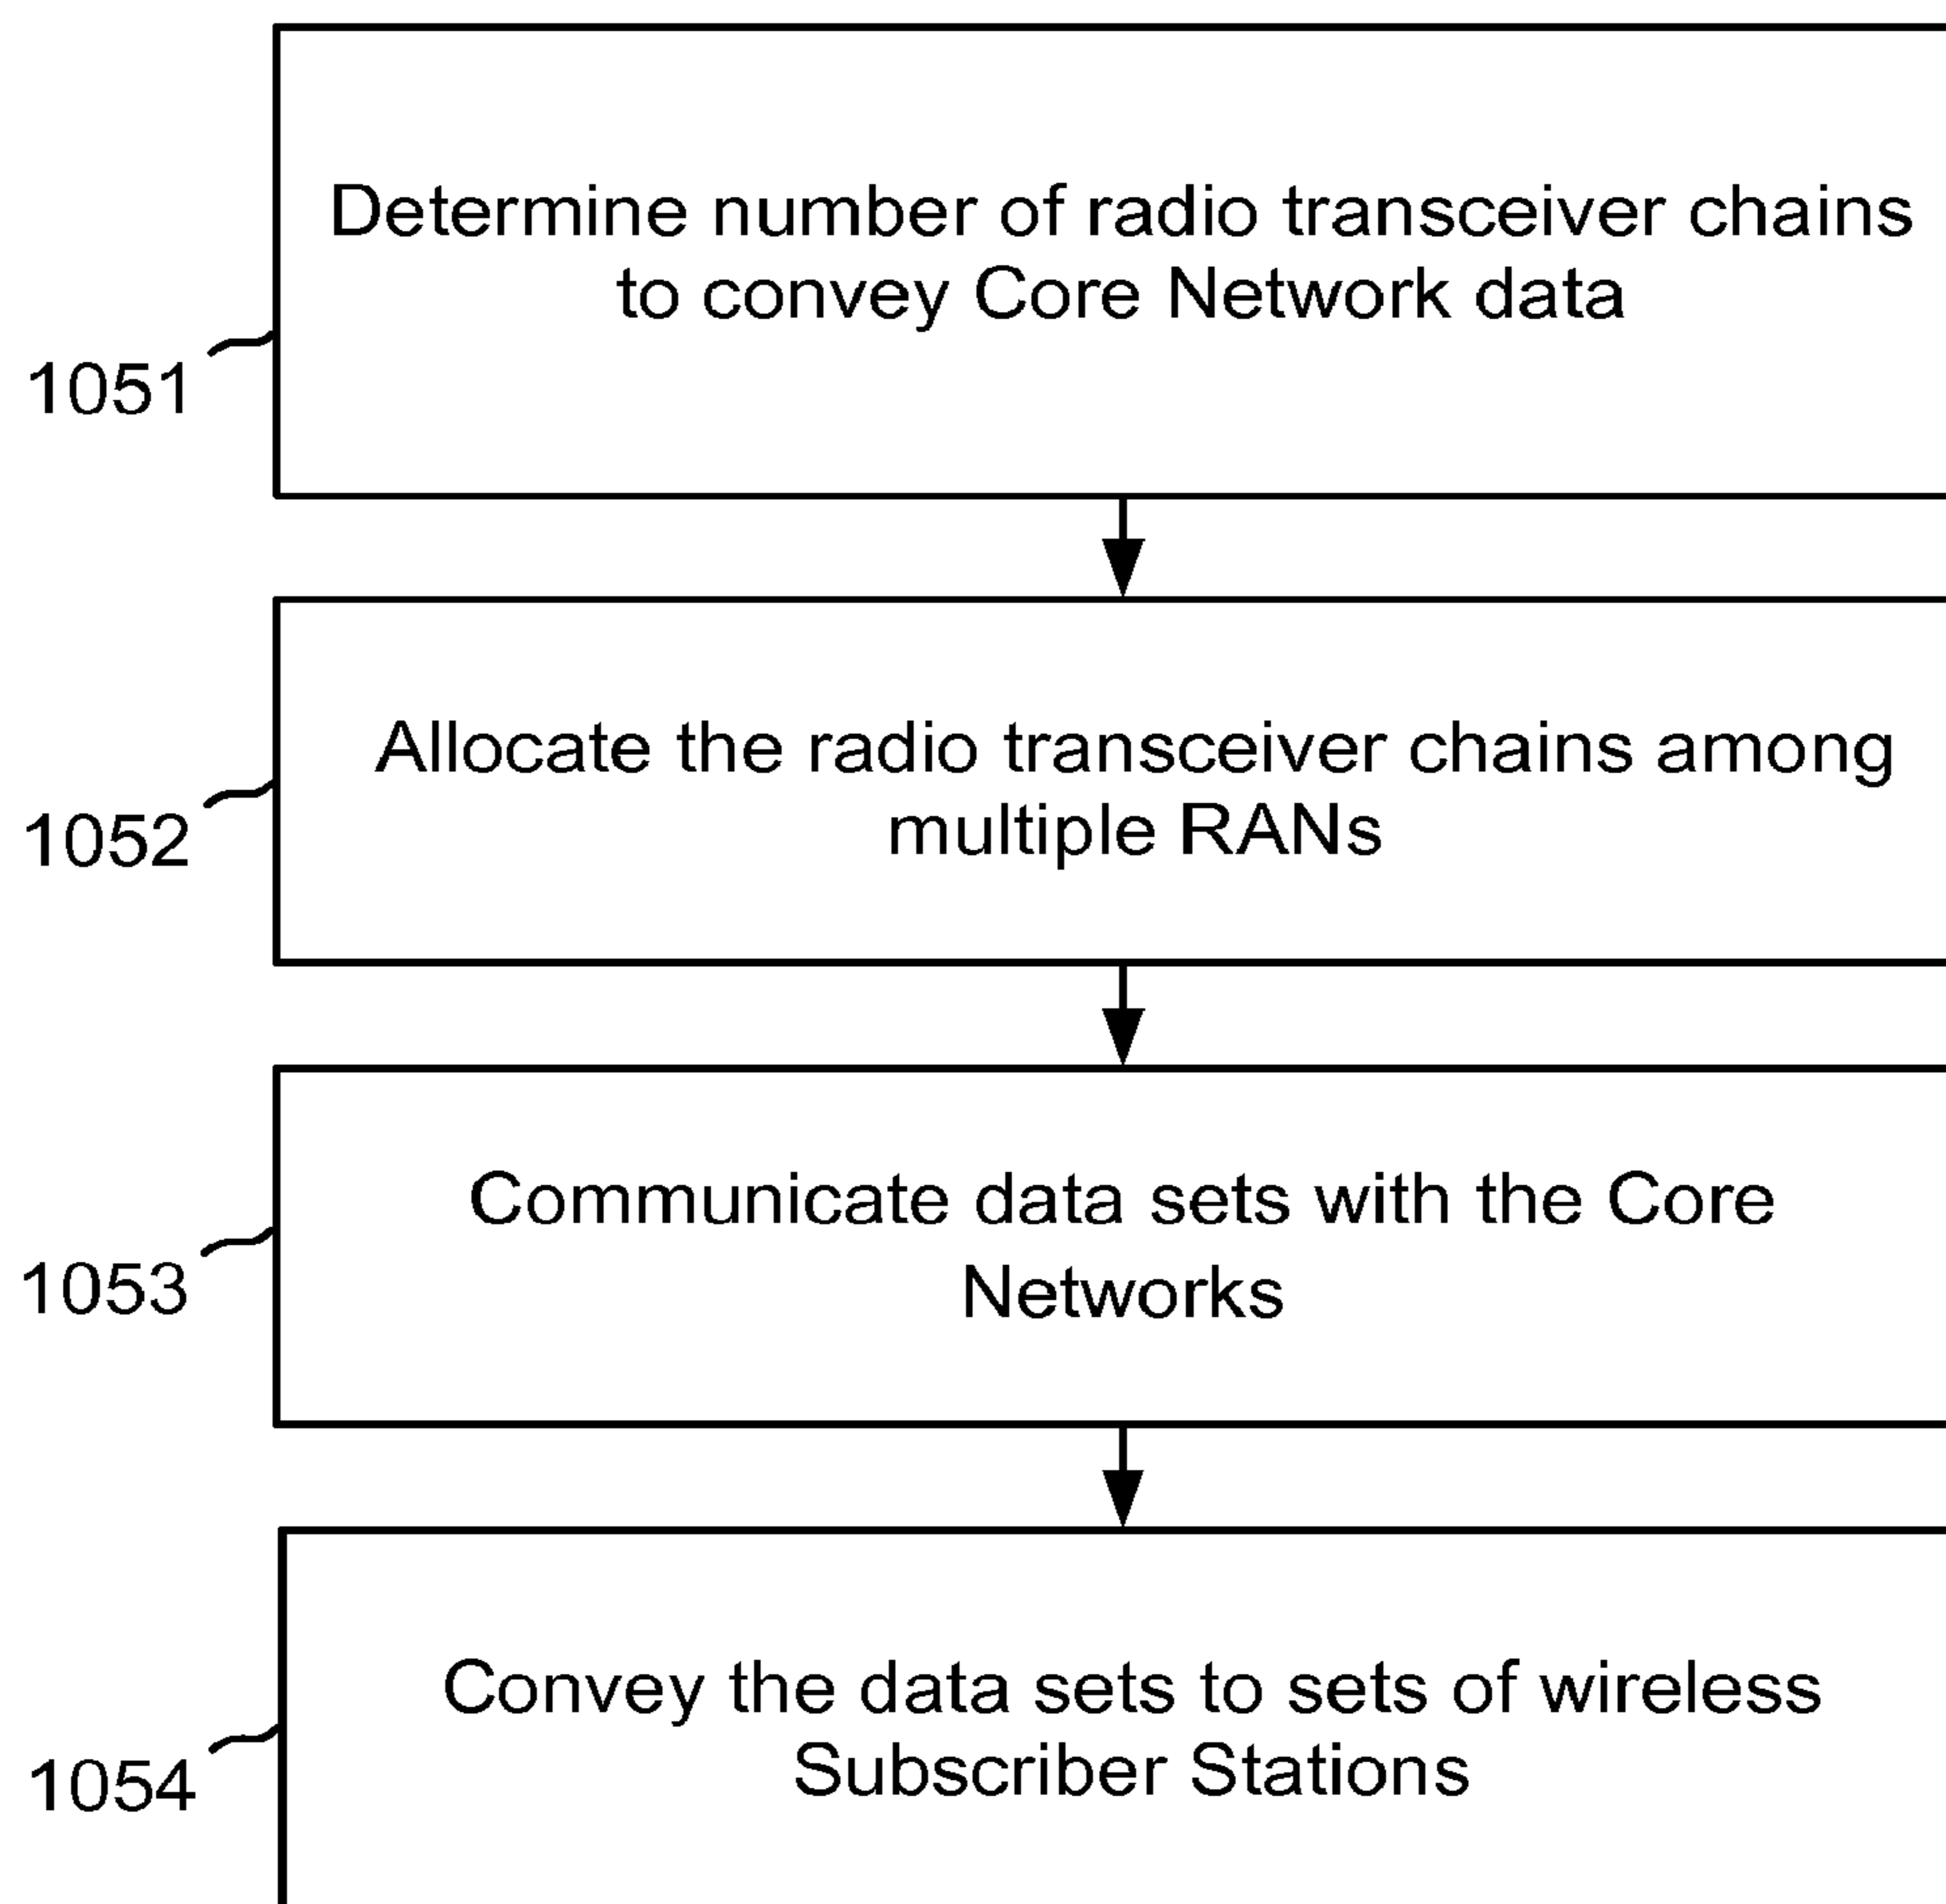 Determine number of radio transceiver chains
to convey Core Network data
1051
Allocate the radio transceiver chains among
multiple RANs
1052
Communicate data sets with the Core
Networks
1053
Convey the data sets to sets of wireless
Subscriber Stations
1054